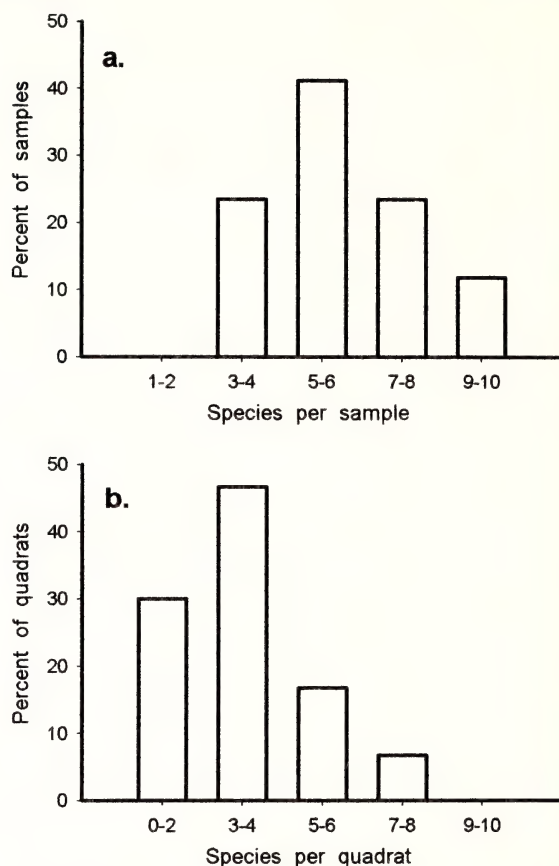 a.
Percent of samples
50
40
30
20
10
0
1-2 3-4 5-6 7-8 9-10
Species per sample
b.
Percent of quadrats
50
40
30
20
10
0
0-2 3-4 5-6 7-8 9-10
Species per quadrat